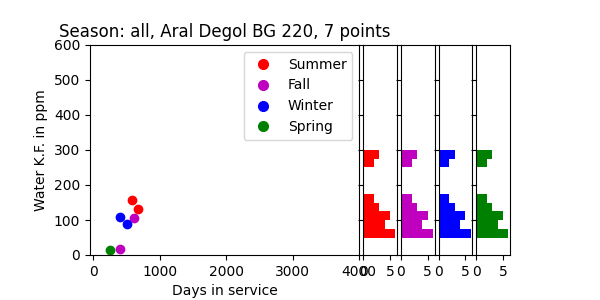 Season: all, Aral Degol BG 220, 7 points
600
500
400
300
200
100
0
Water K.F. in ppm
Summer
Fall
Winter
Spring
0 1000 2000 3000 4000
0 5 0 5 0 5 0 5
Days in service